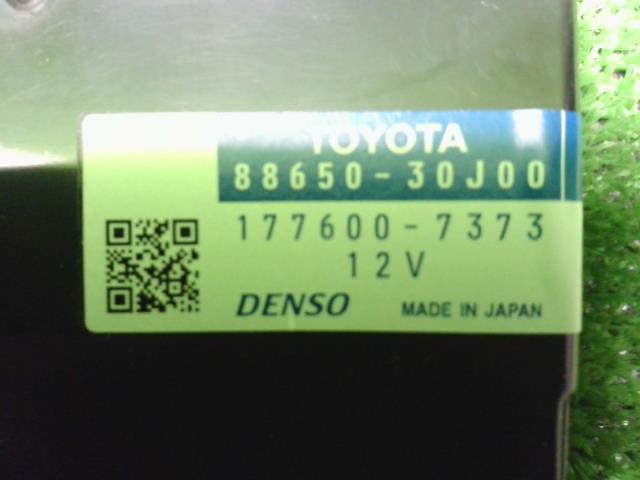 TOYOTA
88650-30J00
177600-7373
12V
DENSO MADE IN JAPAN